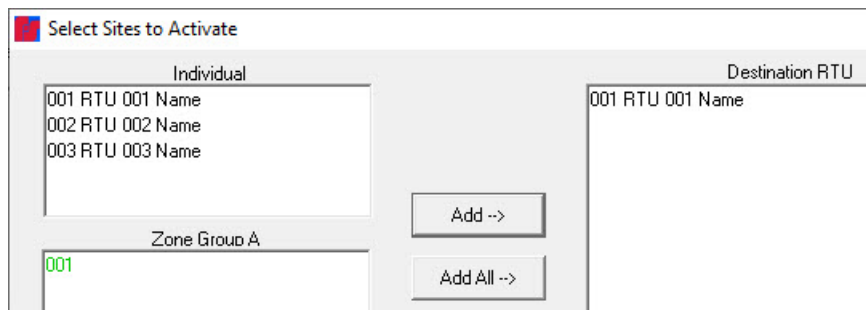 Select Sites to Activate
Individual
001 RTU 001 Name
002 RTU 002 Name
003 RTU 003 Name
Zone Group A
001
Add -->
Add All -->
Destination RTU
001 RTU 001 Name